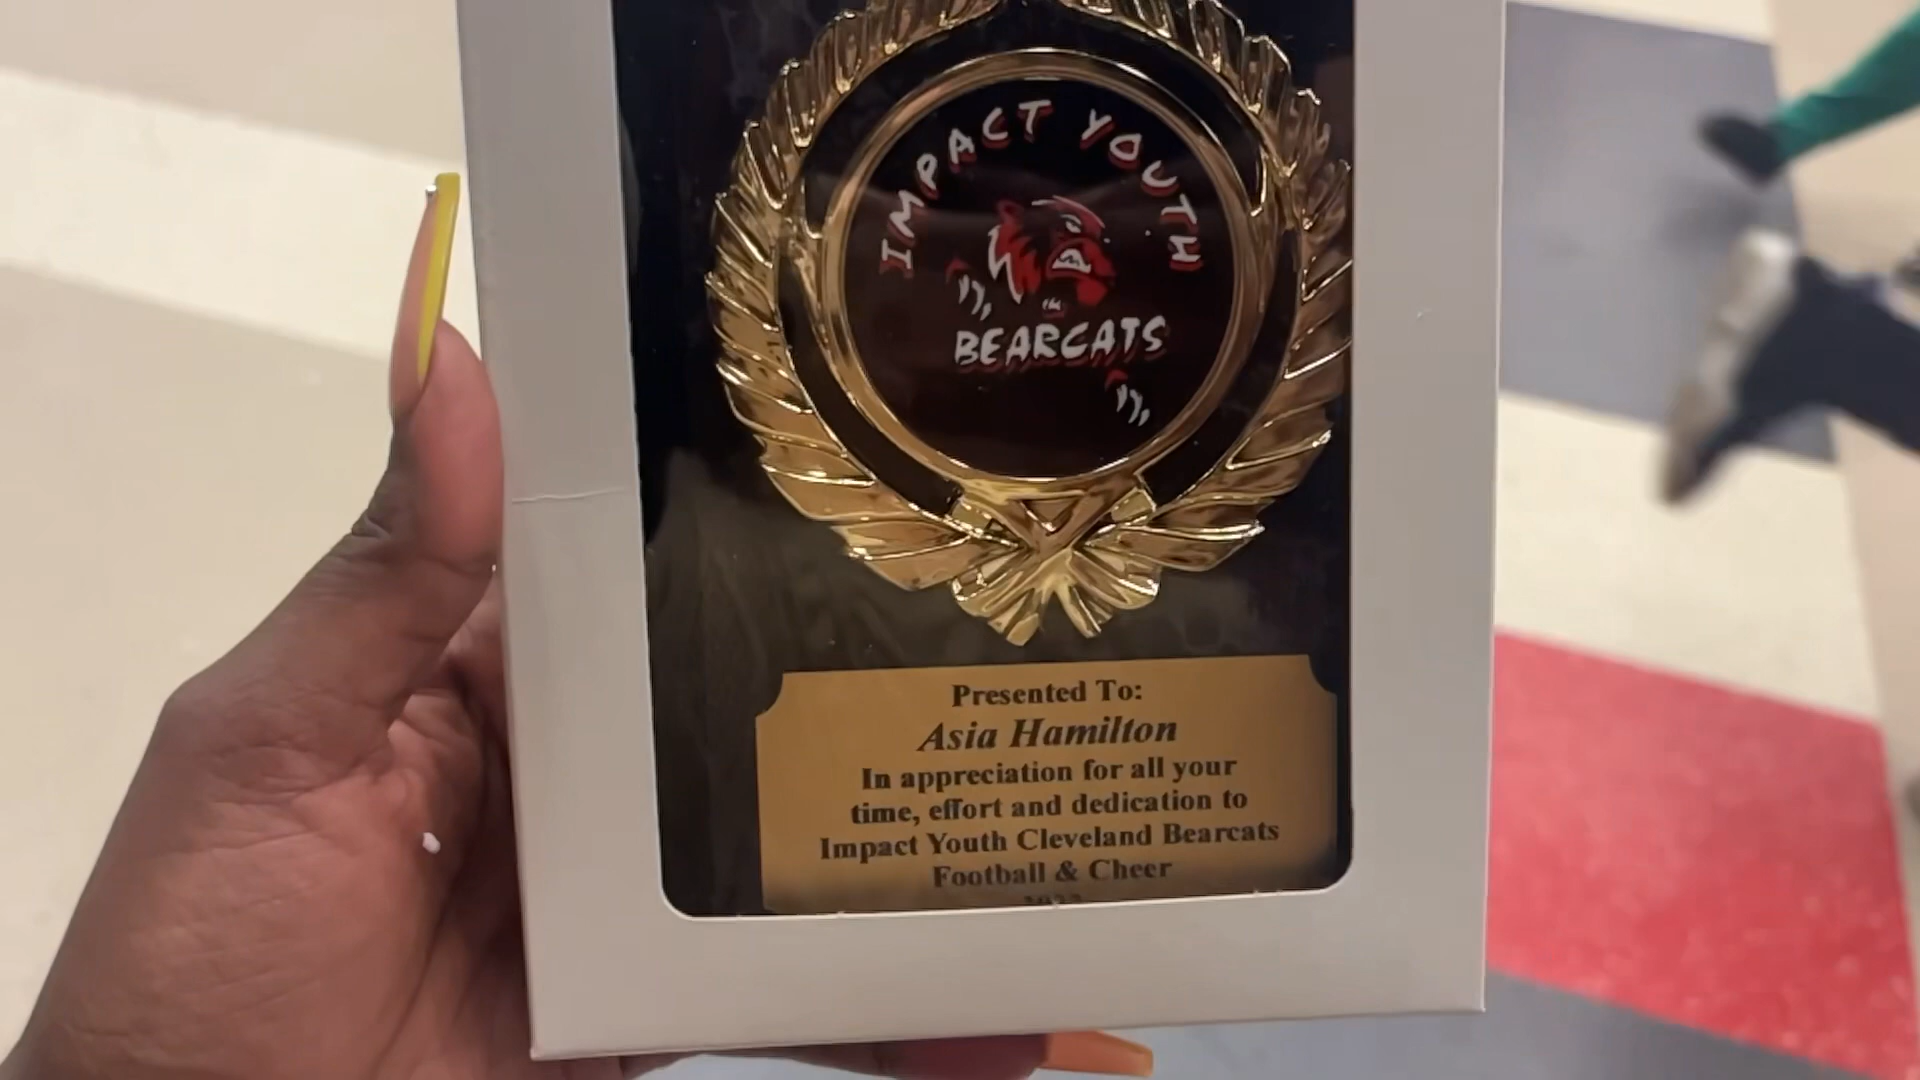 IMPACT YOUTH
BEARCATS
Presented To:
Asia Hamilton
In appreciation for all your
time, effort and dedication to
Impact Youth Cleveland Bearcats
Football & Cheer